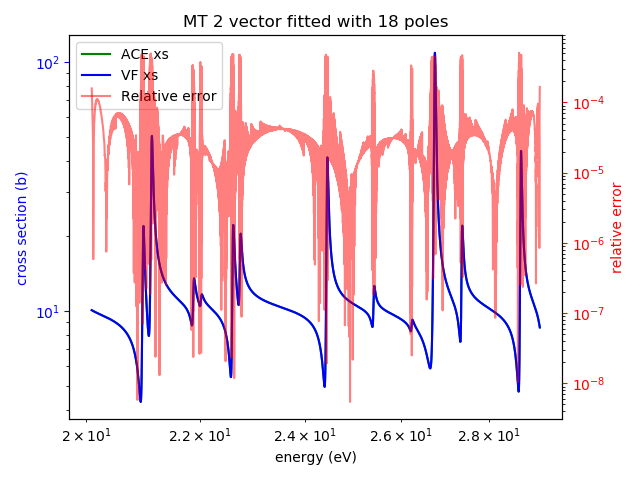 MT 2 vector fitted with 18 poles
ACE xs
VF xs
Relative error
cross section (b)
10²
10¹
relative error
10⁻⁴
10⁻⁵
10⁻⁶
10⁻⁷
10⁻⁸
2 × 10¹ 2.2 × 10¹ 2.4 × 10¹ 2.6 × 10¹ 2.8 × 10¹
energy (eV)